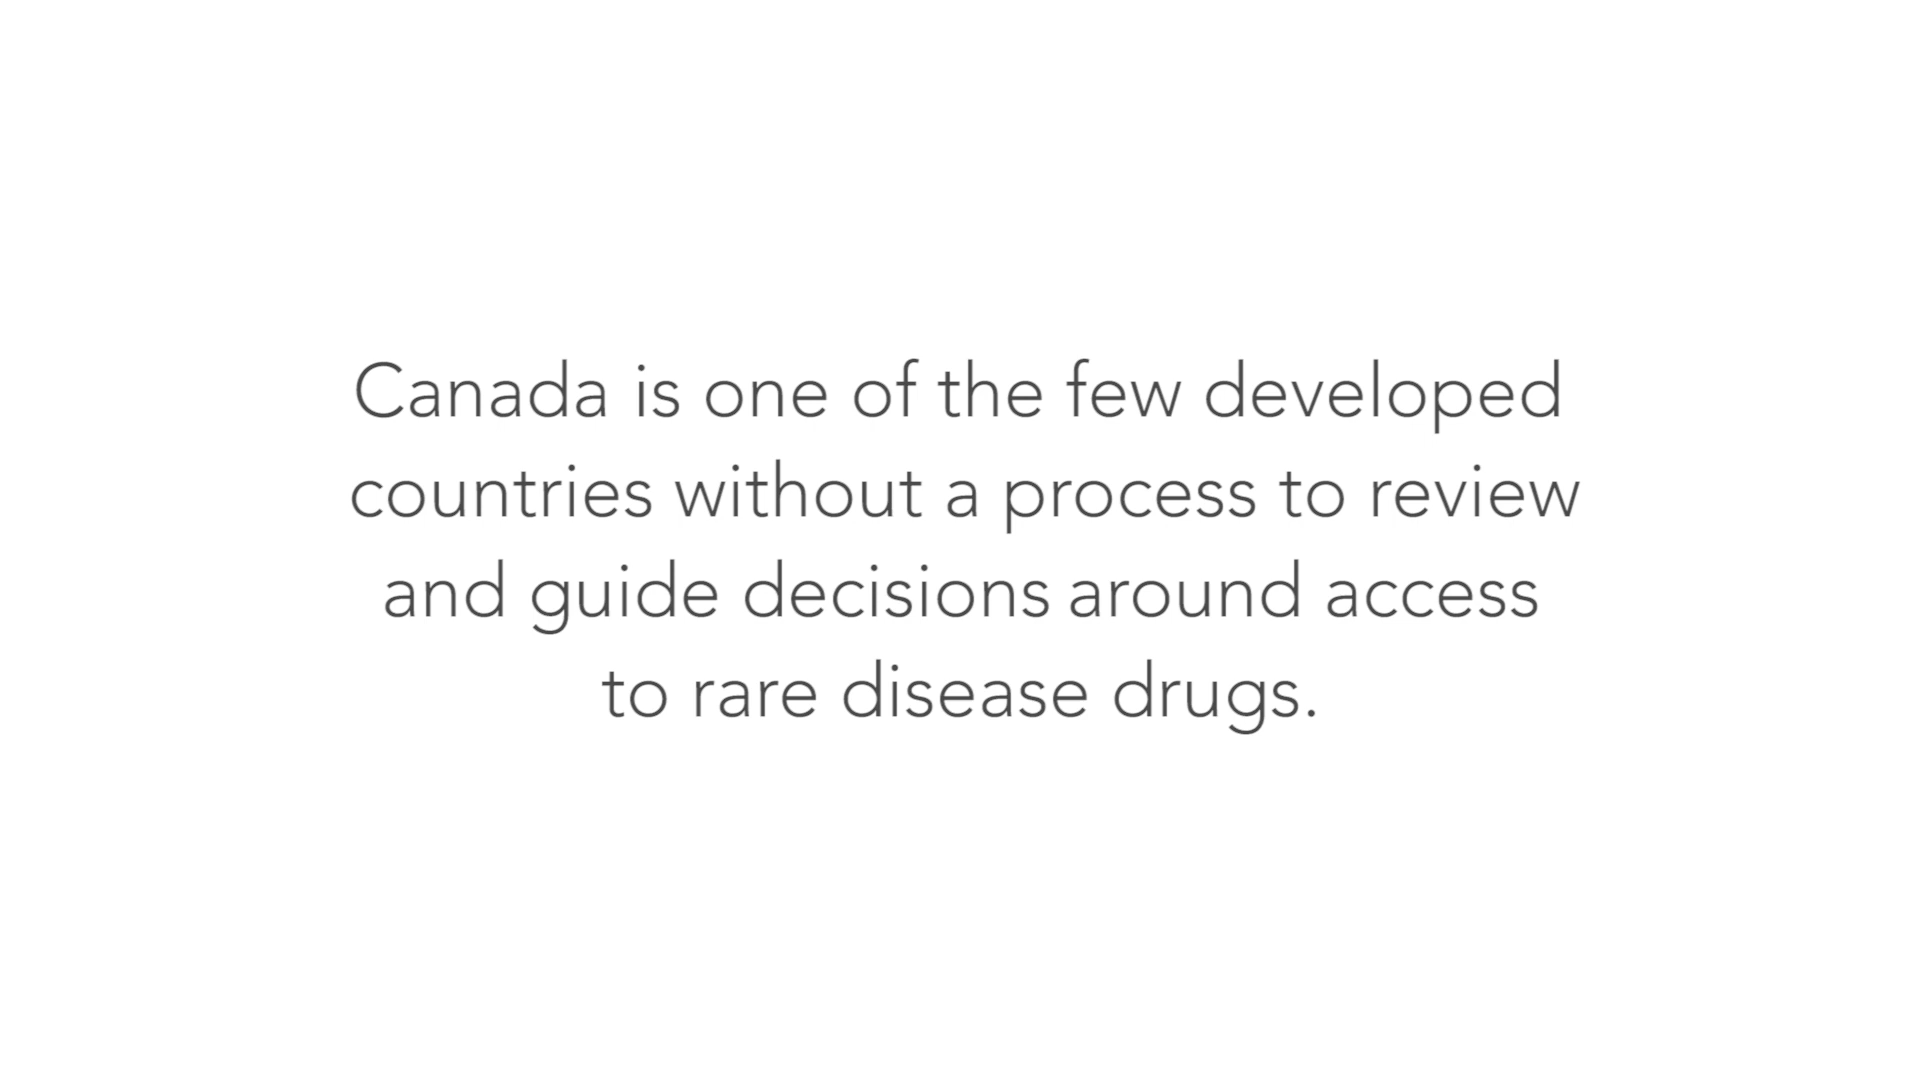 Canada is one of the few developed
countries without a process to review
and guide decisions around access
to rare disease drugs.